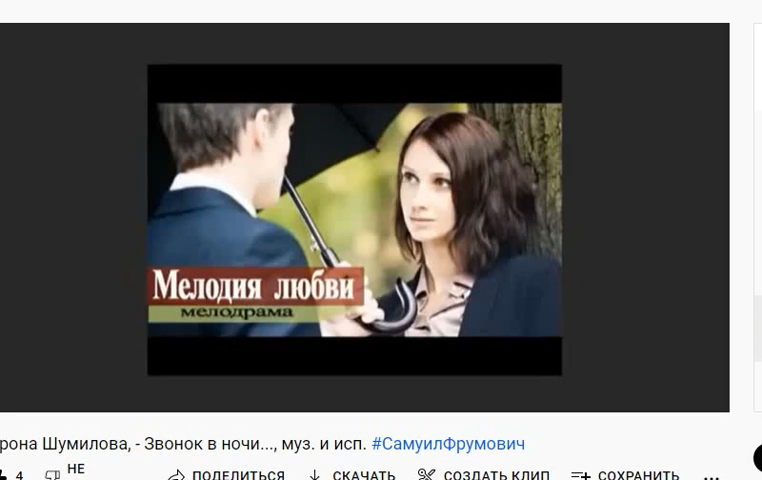 Мелодия любви
мелодрама
рона Шумилова, - Звонок в ночи..., муз. и исп. #СамуилФрумович
4 НЕ ПОДЕЛИТЬСЯ СКАЧАТЬ СОЗДАТЬ КЛИП СОХРАНИТЬ ...